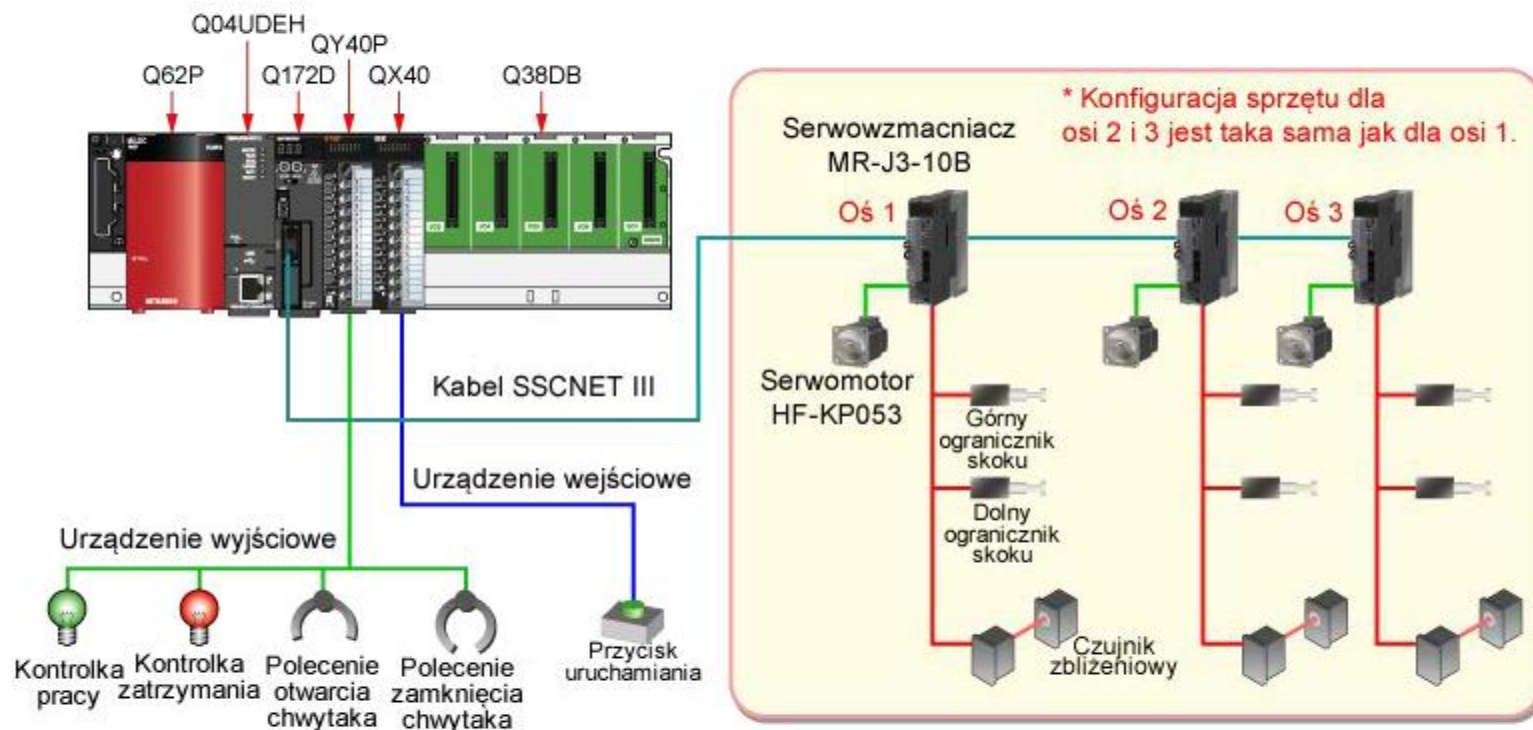 Q04UDEH
QY40P
Q62P
Q172D
QX40
Q38DB
* Konfiguracja sprzętu dla
osi 2 i 3 jest taka sama jak dla osi 1.
Serwowzmacniacz
MR-J3-10B
Oś 1
Oś 2
Oś 3
Kabel SSCNET III
Serwomotor
HF-KP053
Górny
ogranicznik
skoku
Urządzenie wejściowe
Dolny
ogranicznik
skoku
Urządzenie wyjściowe
Kontrolka
pracy
Kontrolka
zatrzymania
Polecenie
otwarcia
chwytaka
Polecenie
zamknięcia
chwytaka
Przycisk
uruchamiania
Czujnik
zbliżeniowy